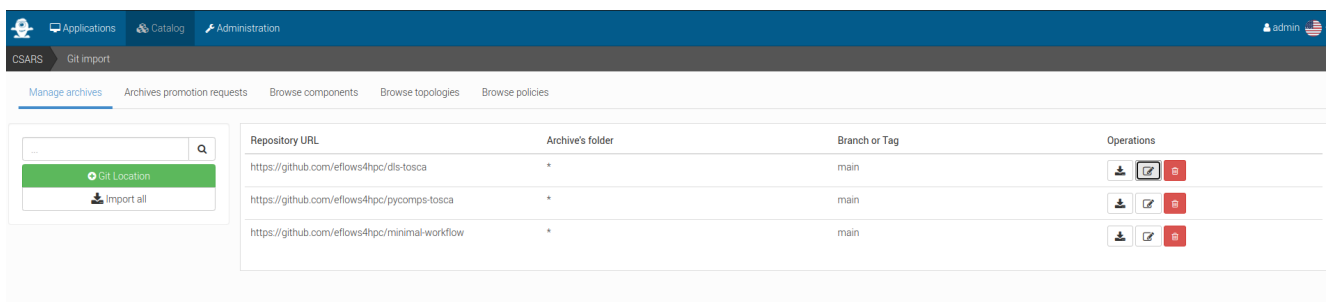 Applications Catalog Administration admin
CSARS Git import
Manage archives Archives promotion requests Browse components Browse topologies Browse policies
...
Git Location
Import all
Repository URL Archive's folder Branch or Tag Operations
https://github.com/eflows4hpc/dls-tosca * main
https://github.com/eflows4hpc/pycomps-tosca * main
https://github.com/eflows4hpc/minimal-workflow * main